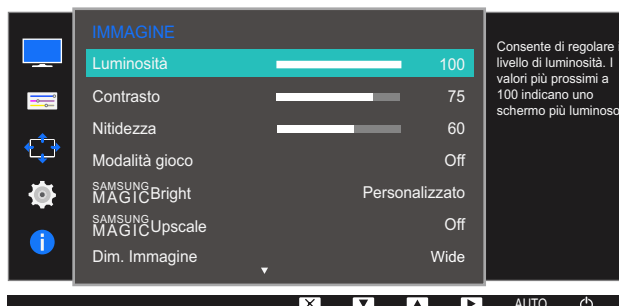 IMMAGINE
Luminosità 100
Contrasto 75
Nitidezza 60
Modalità gioco Off
SAMSUNG MAGIC Bright Personalizzato
SAMSUNG MAGIC Upscale Off
Dim. Immagine Wide
Consente di regolare i
livello di luminosità. I
valori più prossimi a
100 indicano uno
schermo più luminoso
AUTO